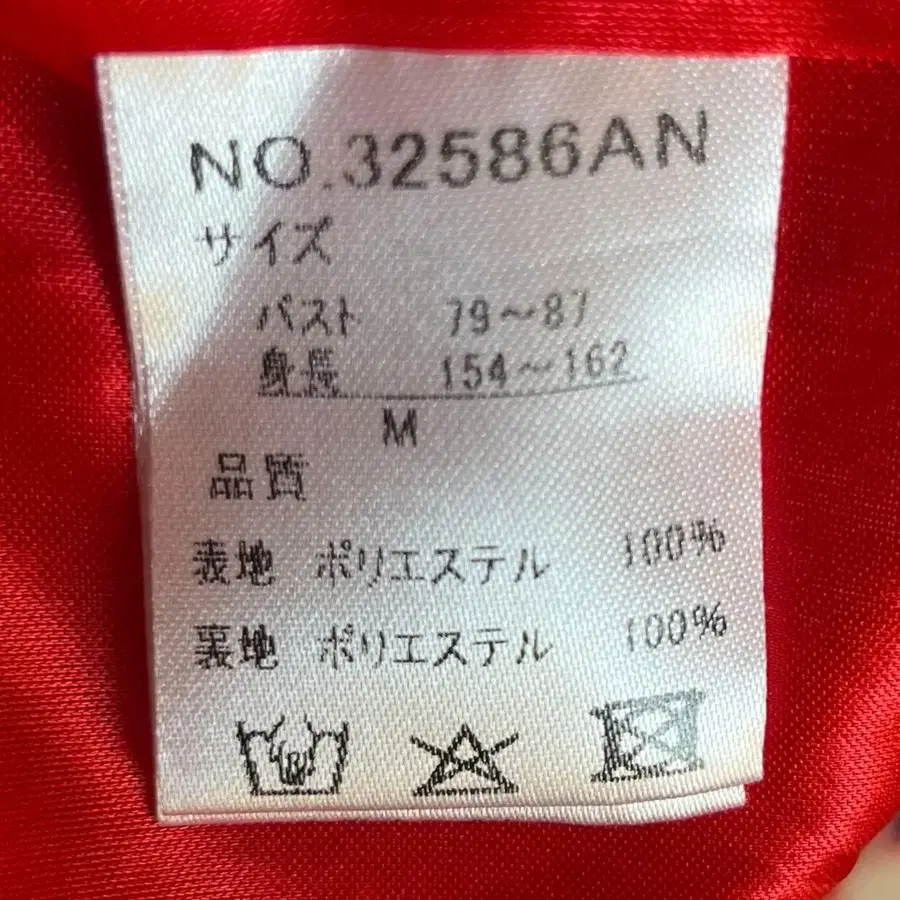 NO.32586AN
サイズ
バスト 79～87
身長 154～162
M
品質
表地 ポリエステル 100%
裏地 ポリエステル 100%